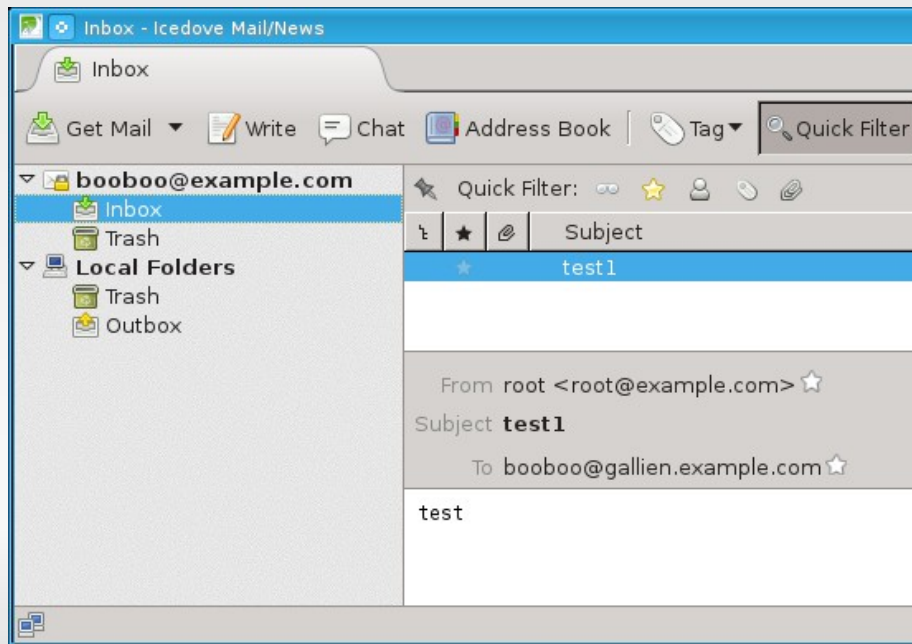 Inbox - Icedove Mail/News
Inbox
Get Mail Write Chat Address Book Tag Quick Filter
booboo@example.com
Inbox
Trash
Local Folders
Trash
Outbox
Quick Filter:
Subject
test1
From root <root@example.com>
Subject test1
To booboo@gallien.example.com
test